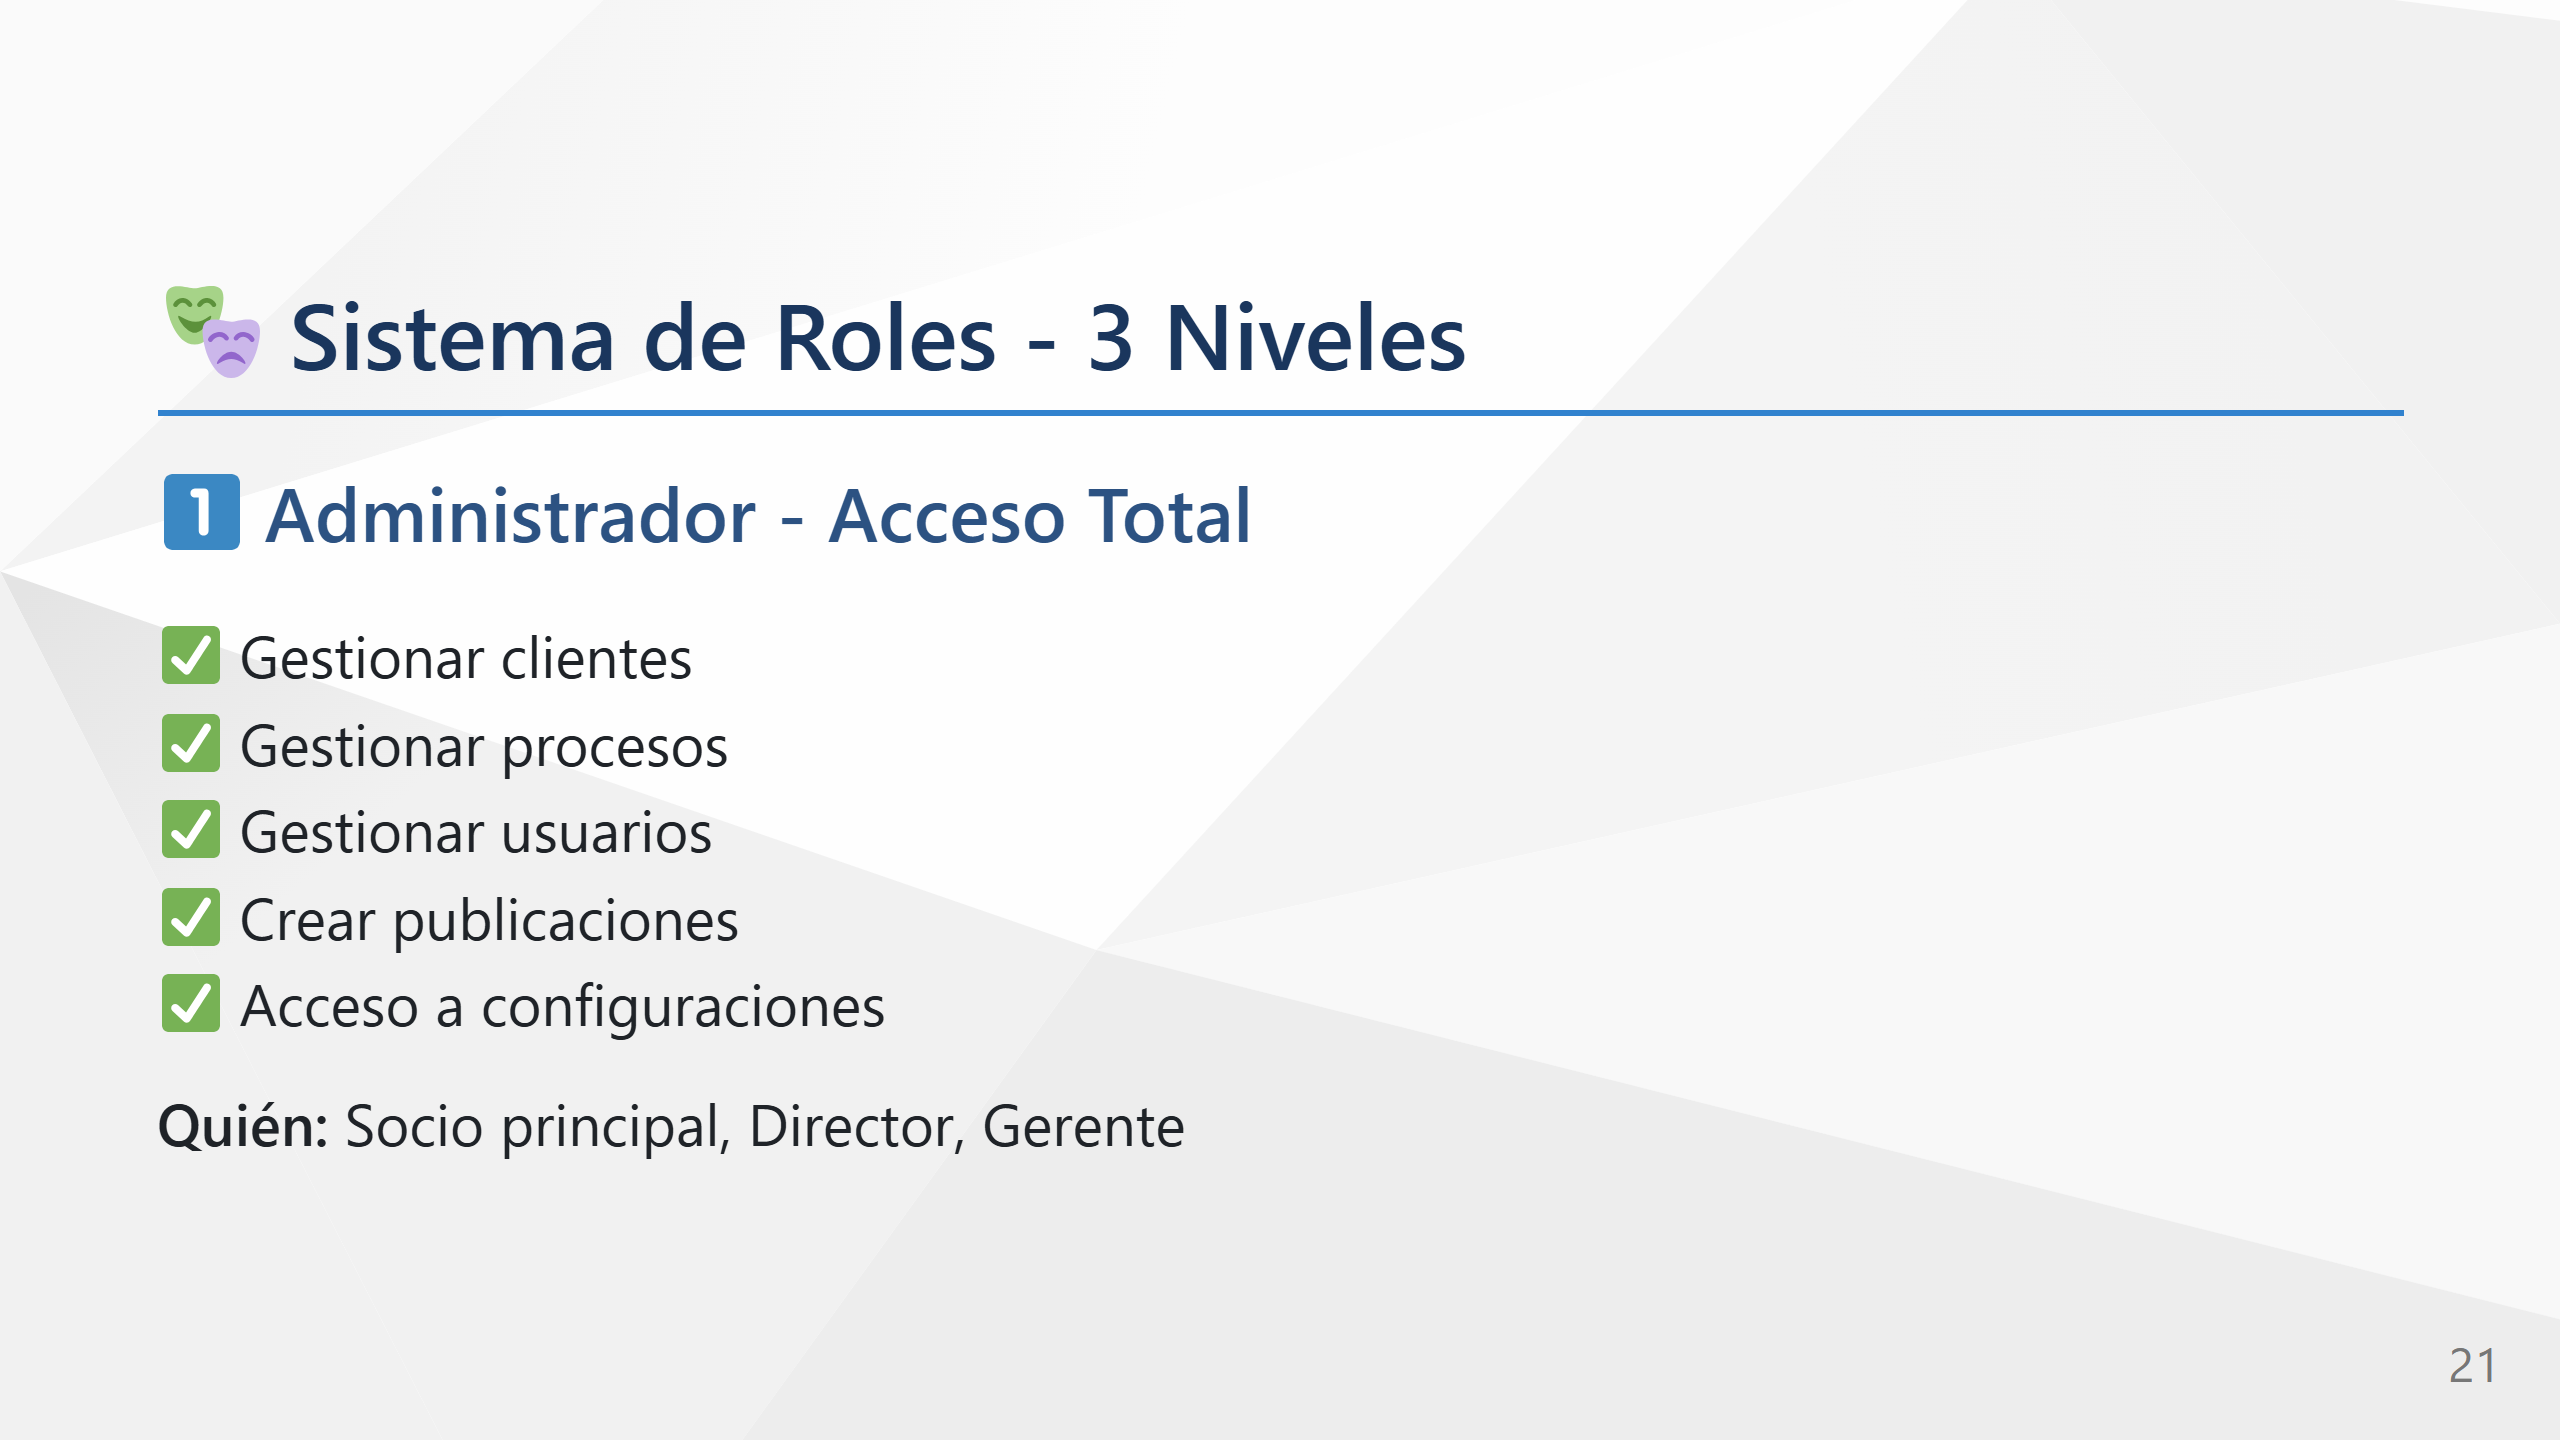 🎭 Sistema de Roles - 3 Niveles
1️⃣ Administrador - Acceso Total
✅ Gestionar clientes
✅ Gestionar procesos
✅ Gestionar usuarios
✅ Crear publicaciones
✅ Acceso a configuraciones
Quién: Socio principal, Director, Gerente
21